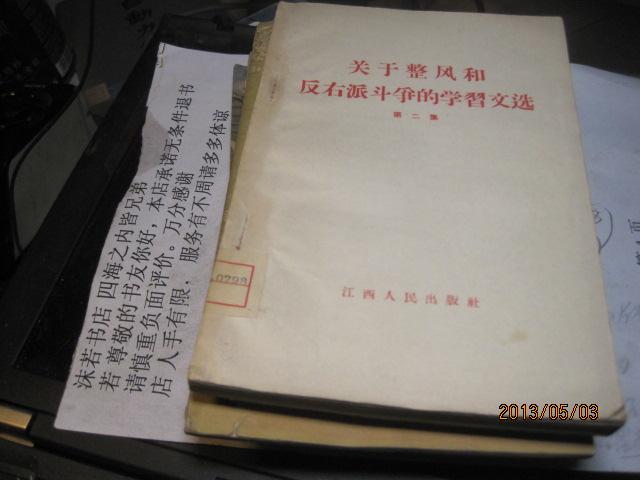 关于整风和
反右派斗争的学習文选
第二集
江西人民出版社
沫若书店 四海之内皆兄弟
若 尊敬的书友你好，本店承诺无条件退书
请慎重负面评价。万分感谢
店 人手有限，服务有不周请多多体谅
2013/05/03